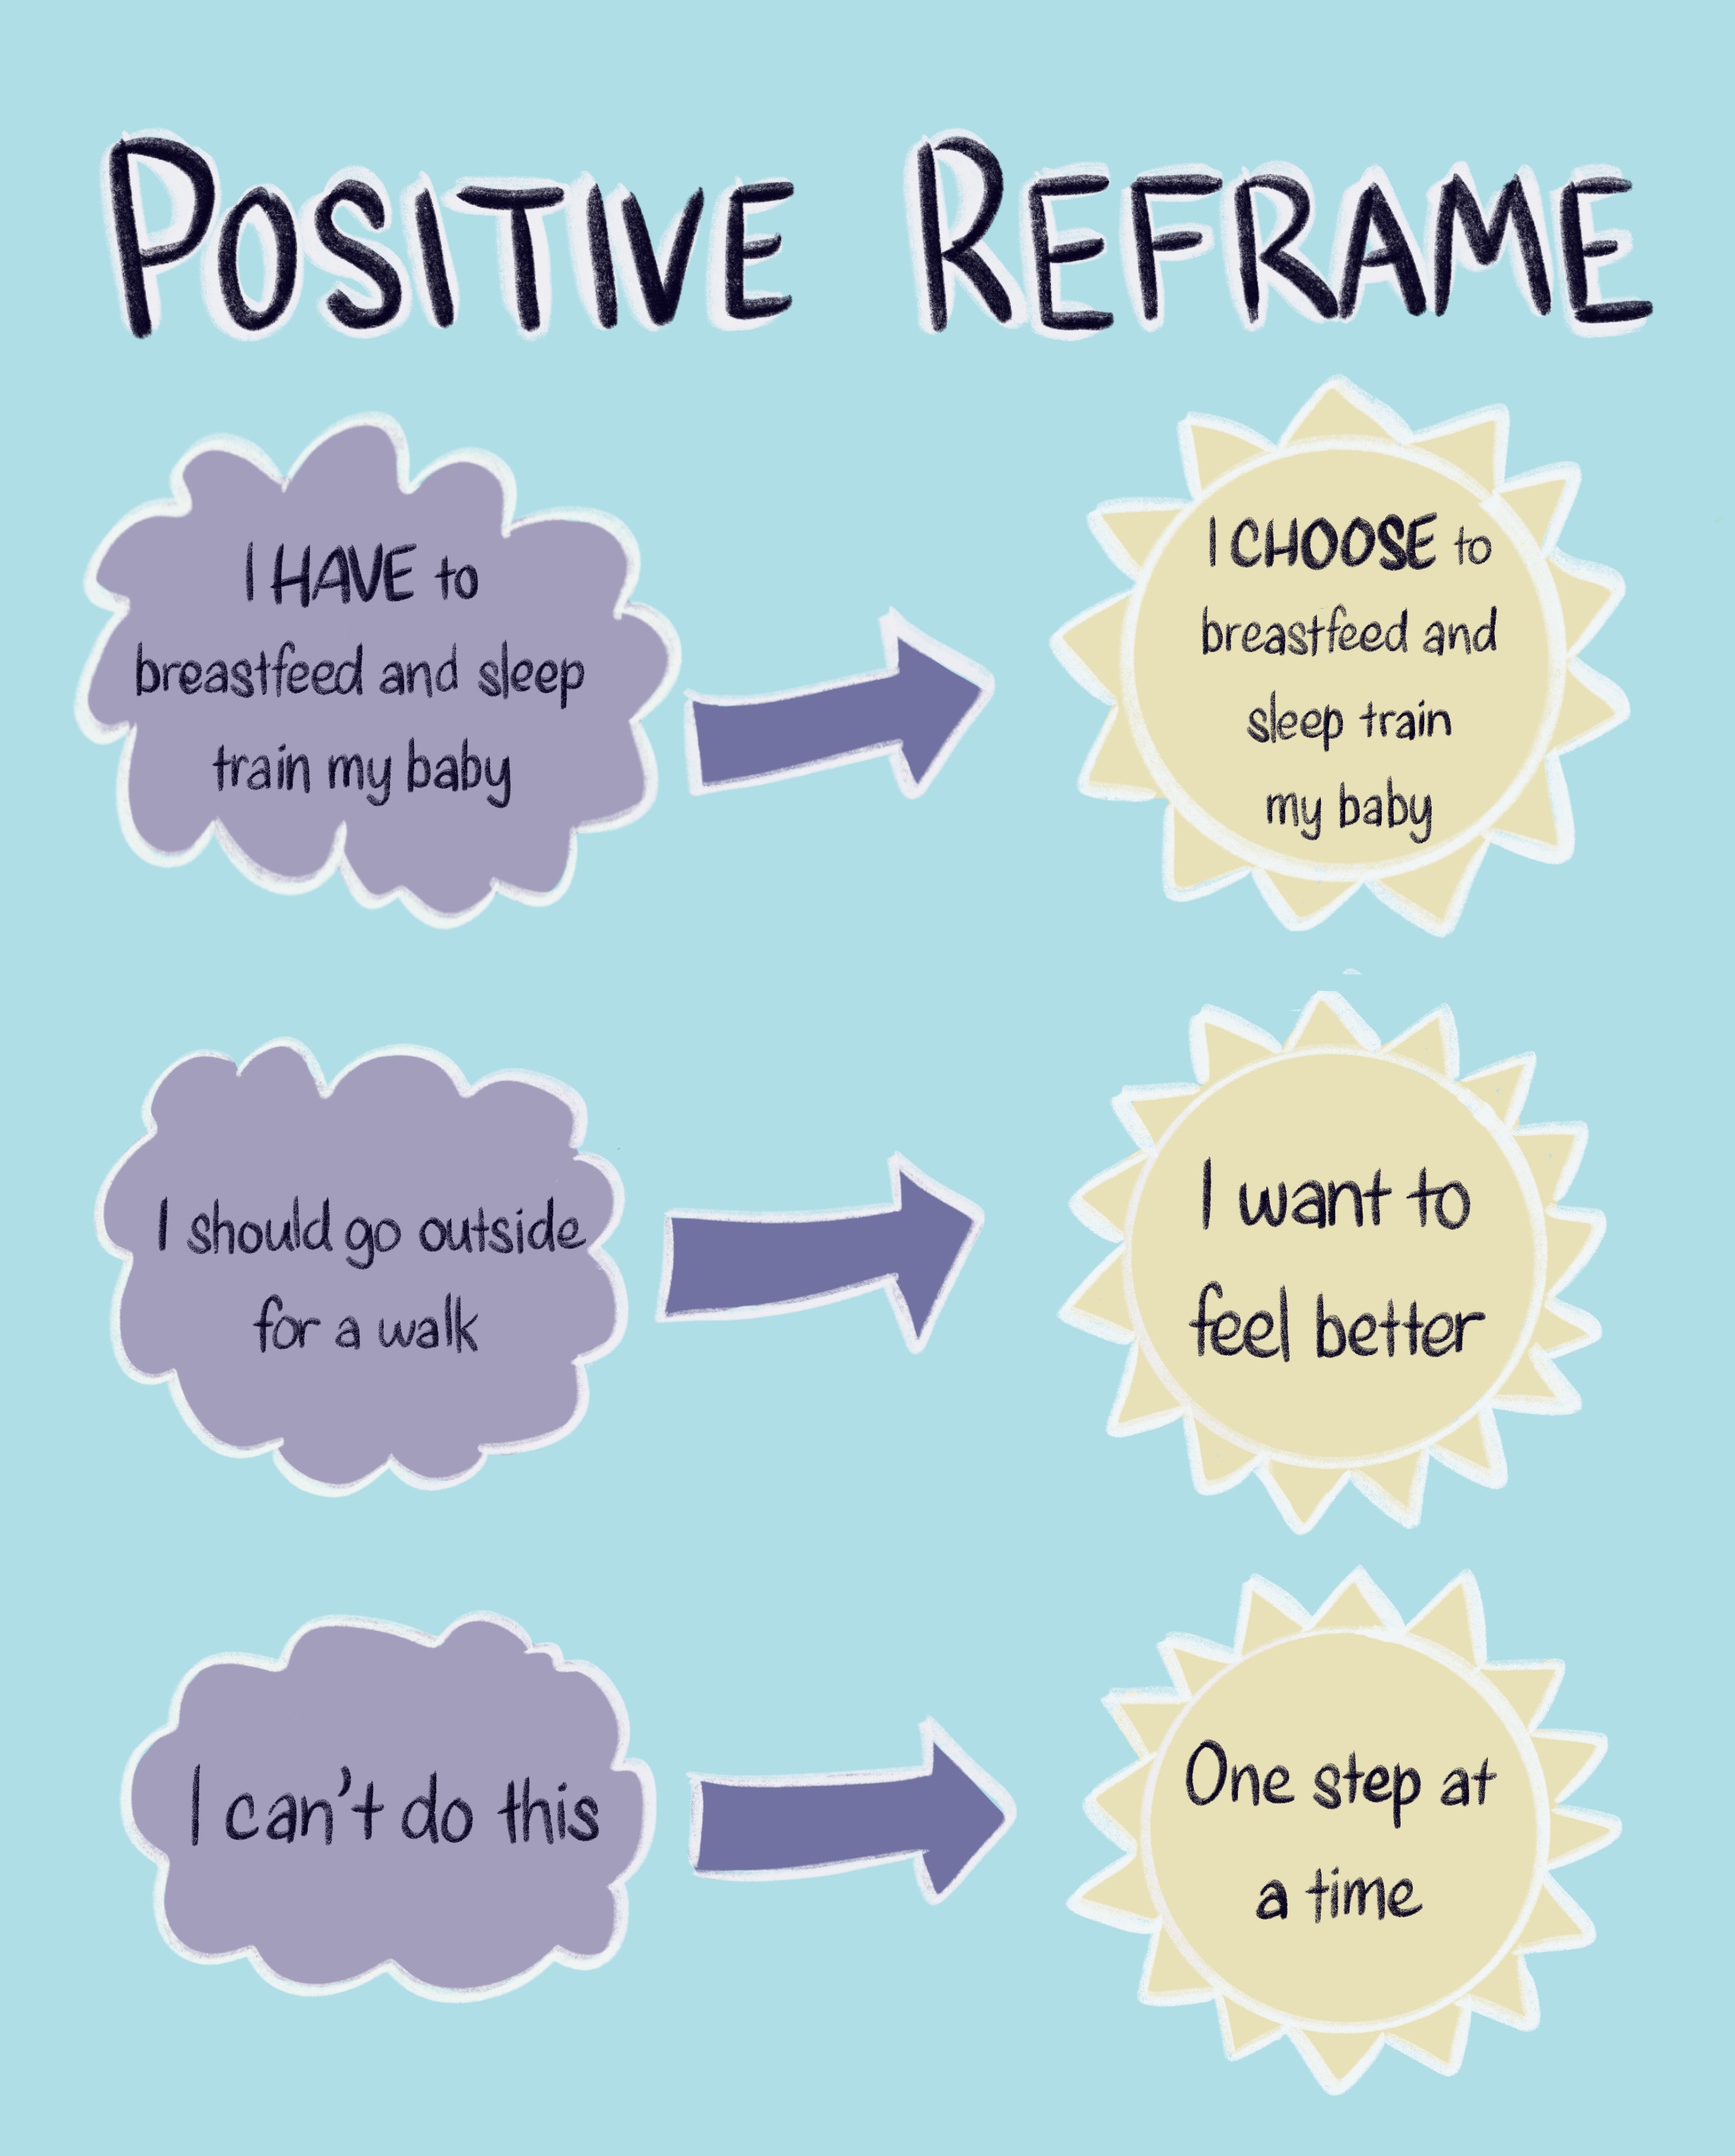 POSITIVE REFRAME
I HAVE to
breastfeed and sleep
train my baby
I CHOOSE to
breastfeed and
sleep train
my baby
I should go outside
for a walk
I want to
feel better
I can't do this
One step at
a time